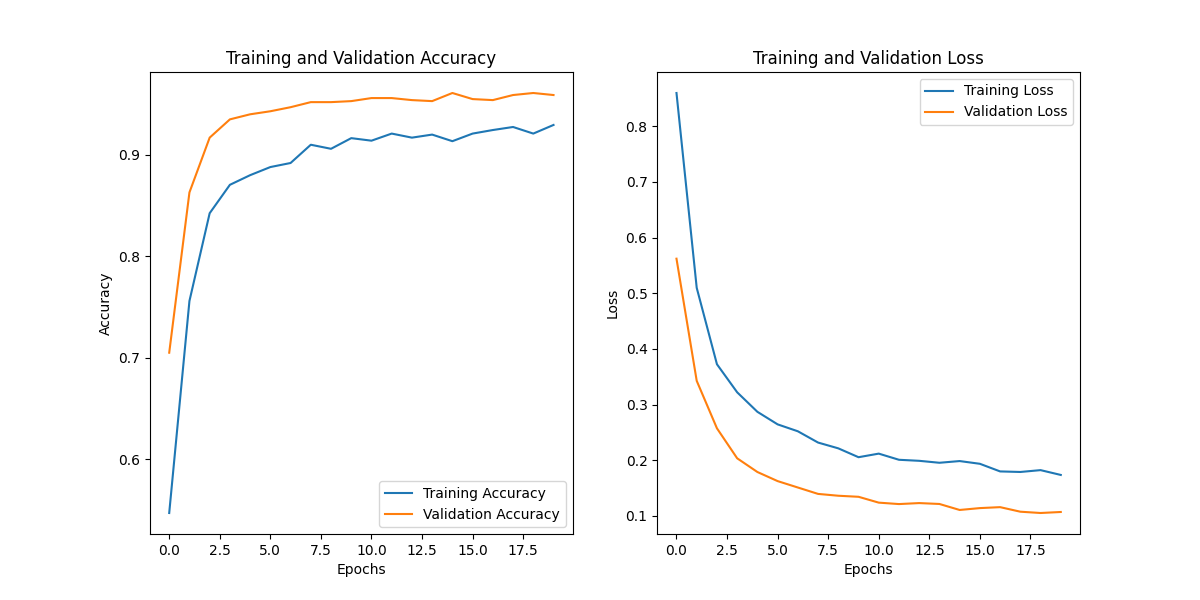 Training and Validation Accuracy
Accuracy
0.9
0.8
0.7
0.6
Training Accuracy
Validation Accuracy
0.0 2.5 5.0 7.5 10.0 12.5 15.0 17.5
Epochs
Training and Validation Loss
Training Loss
Validation Loss
Loss
0.8
0.7
0.6
0.5
0.4
0.3
0.2
0.1
0.0 2.5 5.0 7.5 10.0 12.5 15.0 17.5
Epochs